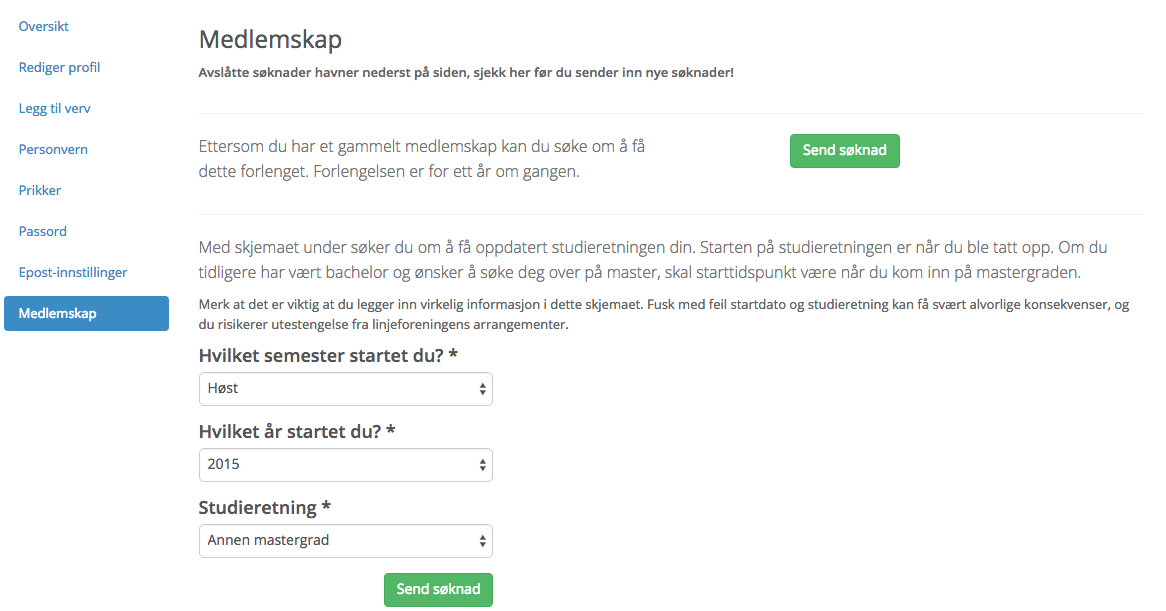 Oversikt
Rediger profil
Legg til verv
Personvern
Prikker
Passord
Epost-innstillinger
Medlemskap
Medlemskap
Avslåtte søknader havner nederst på siden, sjekk her før du sender inn nye søknader!
Ettersom du har et gammelt medlemskap kan du søke om å få
dette forlenget. Forlengelsen er for ett år om gangen.
Send søknad
Med skjemaet under søker du om å få oppdatert studieretningen din. Starten på studieretningen er når du ble tatt opp. Om du
tidligere har vært bachelor og ønsker å søke deg over på master, skal starttidspunkt være når du kom inn på mastergraden.
Merk at det er viktig at du legger inn virkelig informasjon i dette skjemaet. Fusk med feil startdato og studieretning kan få svært alvorlige konsekvenser, og
du risikerer utestengelse fra linjeforeningens arrangementer.
Hvilket semester startet du? *
Høst
Hvilket år startet du? *
2015
Studieretning *
Annen mastergrad
Send søknad